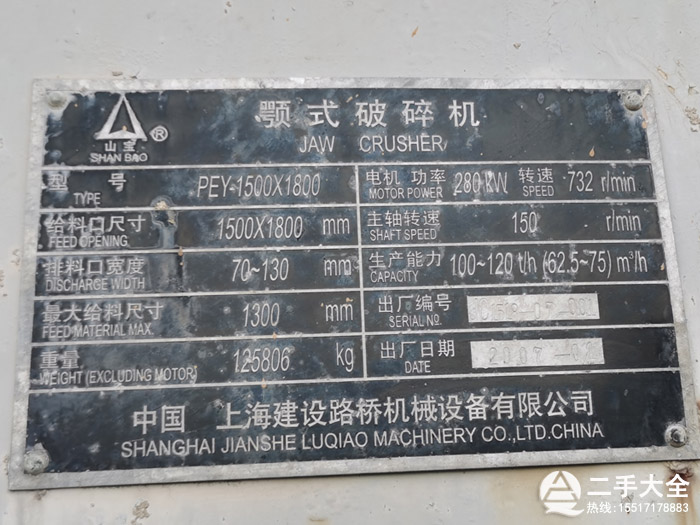 颚式破碎机
JAW CRUSHER
山宝®
SHAN BAO
型号 PEY-1500X1800 电机功率 280kW 转速 732 r/min
TYPE MOTOR POWER SPEED
给料口尺寸 1500X1800 mm 主轴转速 150 r/min
FEED OPENING SHAFT SPEED
排料口宽度 70~130 mm 生产能力 100~120 t/h (62.5~75) m³/h
DISCHARGE WIDTH CAPACITY
最大给料尺寸 1300 mm 出厂编号
FEED MATERIAL MAX. SERIAL Nº
重量 125806 kg 出厂日期
WEIGHT (EXCLUDING MOTOR) DATE
中国 上海建设路桥机械设备有限公司
SHANGHAI JIANSHE LUQIAO MACHINERY CO.,LTD.CHINA
二手大全
热线:15517178883